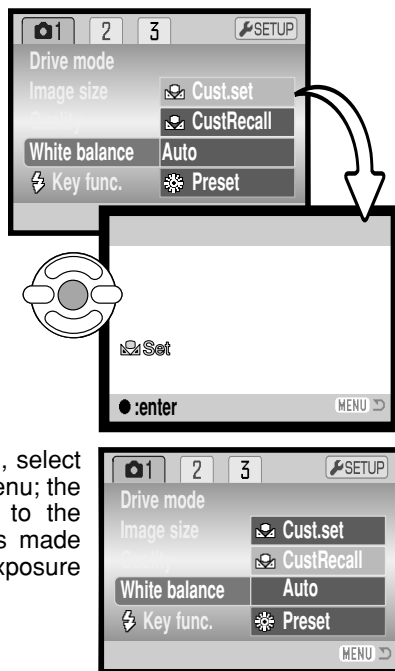 1 2 3 SETUP
Drive mode
Image size Cust.set
Quality CustRecall
White balance Auto
Key func. Preset
Set
:enter MENU
, select
enu; the
to the
s made
xposure
1 2 3 SETUP
Drive mode
Image size Cust.set
Quality CustRecall
White balance Auto
Key func. Preset
MENU